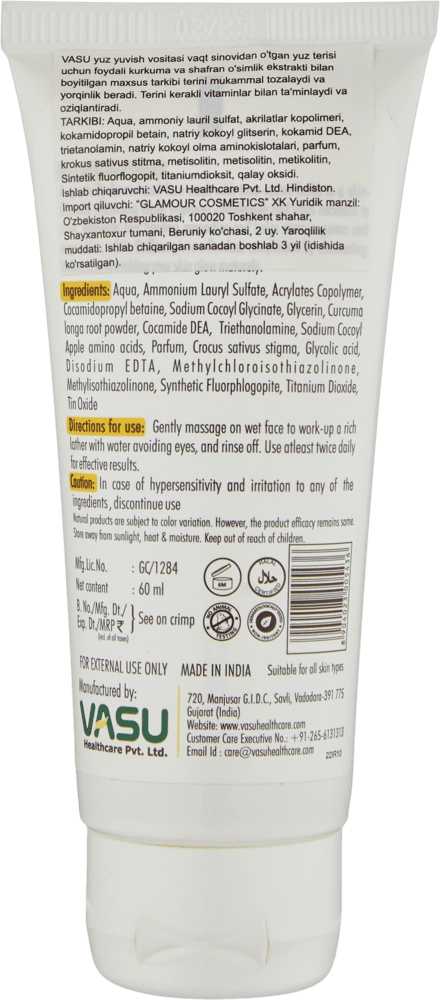 VASU yuz yuvish vositasi vaqt sinovidan o'tgan yuz terisi
uchun foydali kurkuma va shafran o'simlik ekstrakti bilan
boyitilgan maxsus tarkibi terini mukammal tozalaydi va
yorqinlik beradi. Terini kerakli vitaminlar bilan ta'minlaydi va
oziqlantiradi.
TARKIBI: Aqua, ammoniy lauril sulfat, akrilatlar kopolimeri,
kokamidopropil betain, natriy kokoyl glitserin, kokamid DEA,
trietanolamin, natriy kokoyl olma aminokislotalari, parfum,
krokus sativus stitma, metisolitin, metisolitin, metikolitin,
Sintetik fluorflogopit, titaniumdioksit, qalay oksidi.
Ishlab chiqaruvchi: VASU Healthcare Pvt. Ltd. Hindiston.
Import qiluvchi: "GLAMOUR COSMETICS" XK Yuridik manzil:
O'zbekiston Respublikasi, 100020 Toshkent shahar,
Shayxantoxur tumani, Beruniy ko'chasi, 2 uy. Yaroqlilik
muddati: Ishlab chiqarilgan sanadan boshlab 3 yil (idishida
ko'rsatilgan).
Ingredients: Aqua, Ammonium Lauryl Sulfate, Acrylates Copolymer,
Cocamidopropyl betaine, Sodium Cocoyl Glycinate, Glycerin, Curcuma
longa root powder, Cocamide DEA, Triethanolamine, Sodium Cocoyl
Apple amino acids, Parfum, Crocus sativus stigma, Glycolic acid,
Disodium EDTA, Methylchloroisothiazolinone,
Methylisothiazolinone, Synthetic Fluorphlogopite, Titanium Dioxide,
Tin Oxide
Directions for use: Gently massage on wet face to work-up a rich
lather with water avoiding eyes, and rinse off. Use atleast twice daily
for effective results.
Caution: In case of hypersensitivity and irritation to any of the
ingredients, discontinue use
Natural products are subject to color variation. However, the product efficacy remains same.
Store away from sunlight, heat & moisture. Keep out of reach of children.
Mfg.Lic.No. : GC/1284
Net content : 60 ml
B. No./Mfg. Dt./
Exp. Dt./MRP ₹ } See on crimp
(incl. of all taxes)
6M
HALAL
حلال
CERTIFIED
NO ANIMAL
TESTING
FOR EXTERNAL USE ONLY MADE IN INDIA Suitable for all skin types
Manufactured by:
VASU
Healthcare Pvt. Ltd.
720, Manjusar G.I.D.C., Savli, Vadodara-391 775
Gujarat (India)
Website: www.vasuhealthcare.com
Customer Care Executive No.: +91-265-6131313
Email Id : care@vasuhealthcare.com
22IR10